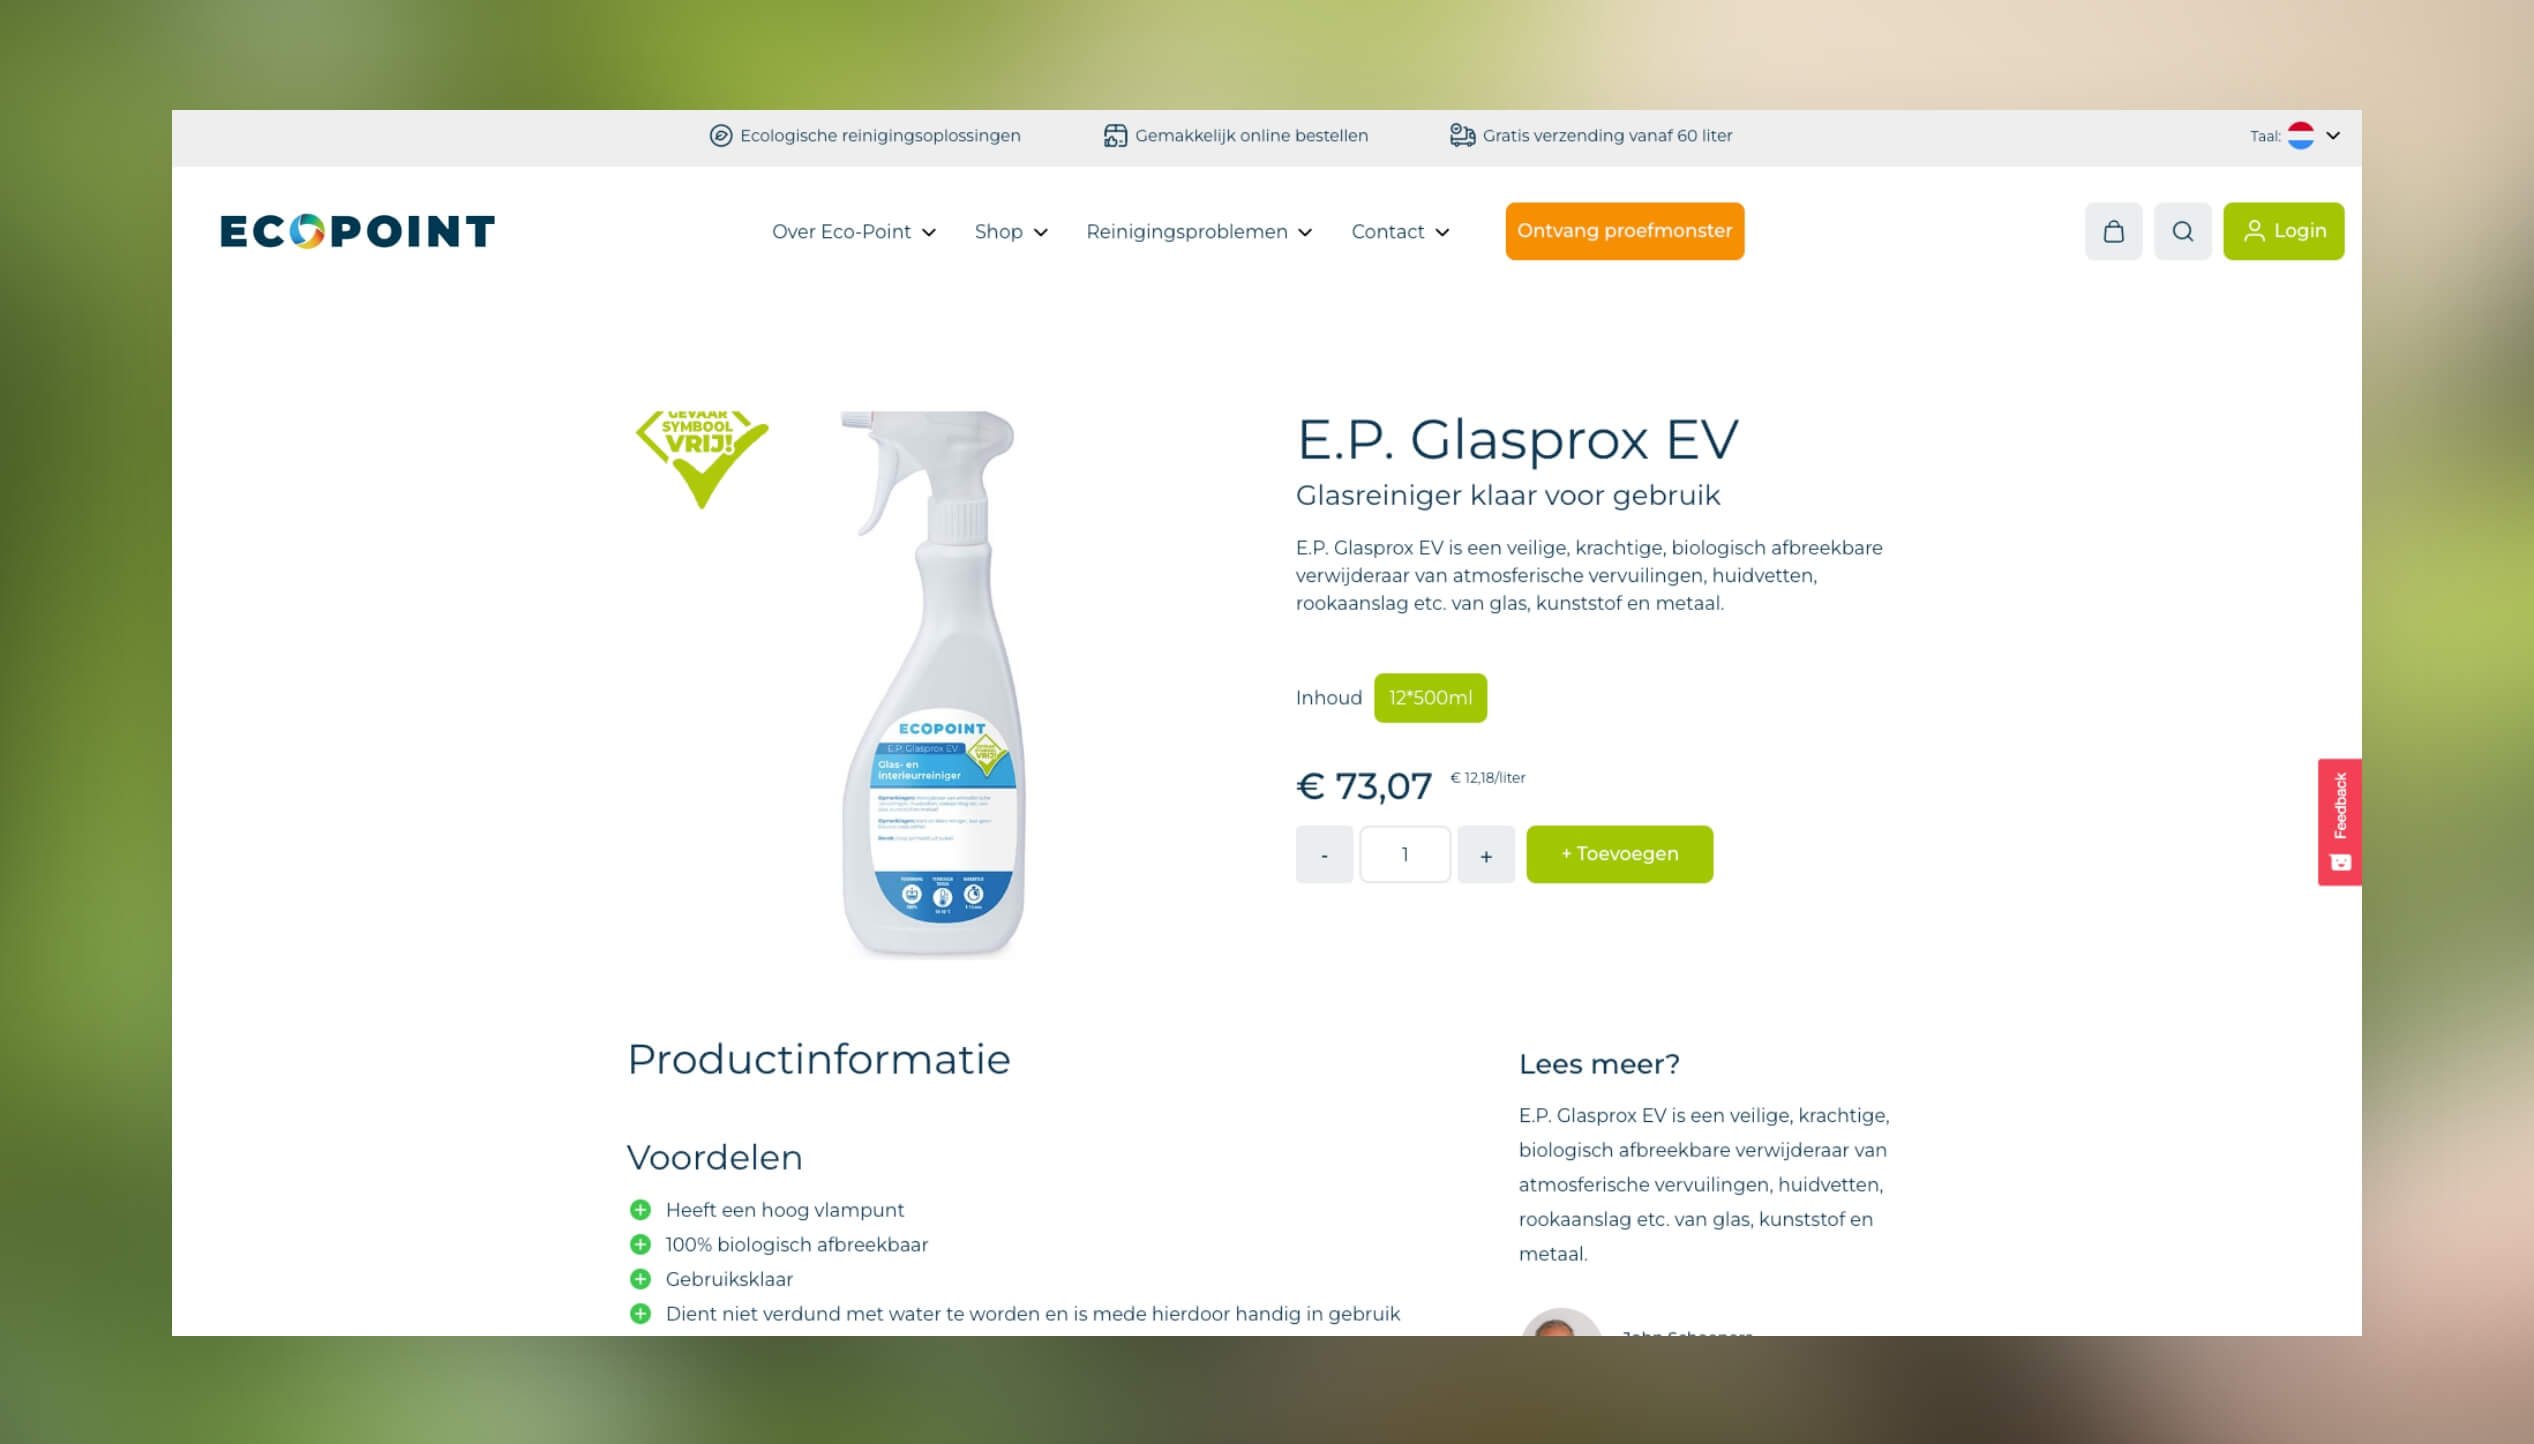 Ecologische reinigingsoplossingen
Gemakkelijk online bestellen
Gratis verzending vanaf 60 liter
Taal:
ECOPOINT
Over Eco-Point
Shop
Reinigingsproblemen
Contact
Ontvang proefmonster
Login
GEVAAR
SYMBOOL
VRIJ!
ECOPOINT
E.P. Glasprox EV
Glas- en
interieurreiniger
E.P. Glasprox EV
Glasreiniger klaar voor gebruik
E.P. Glasprox EV is een veilige, krachtige, biologisch afbreekbare
verwijderaar van atmosferische vervuilingen, huidvetten,
rookaanslag etc. van glas, kunststof en metaal.
Inhoud
12*500ml
€ 73,07
€ 12,18/liter
-
1
+
+ Toevoegen
Feedback
Productinformatie
Voordelen
Heeft een hoog vlampunt
100% biologisch afbreekbaar
Gebruiksklaar
Dient niet verdund met water te worden en is mede hierdoor handig in gebruik
Lees meer?
E.P. Glasprox EV is een veilige, krachtige,
biologisch afbreekbare verwijderaar van
atmosferische vervuilingen, huidvetten,
rookaanslag etc. van glas, kunststof en
metaal.